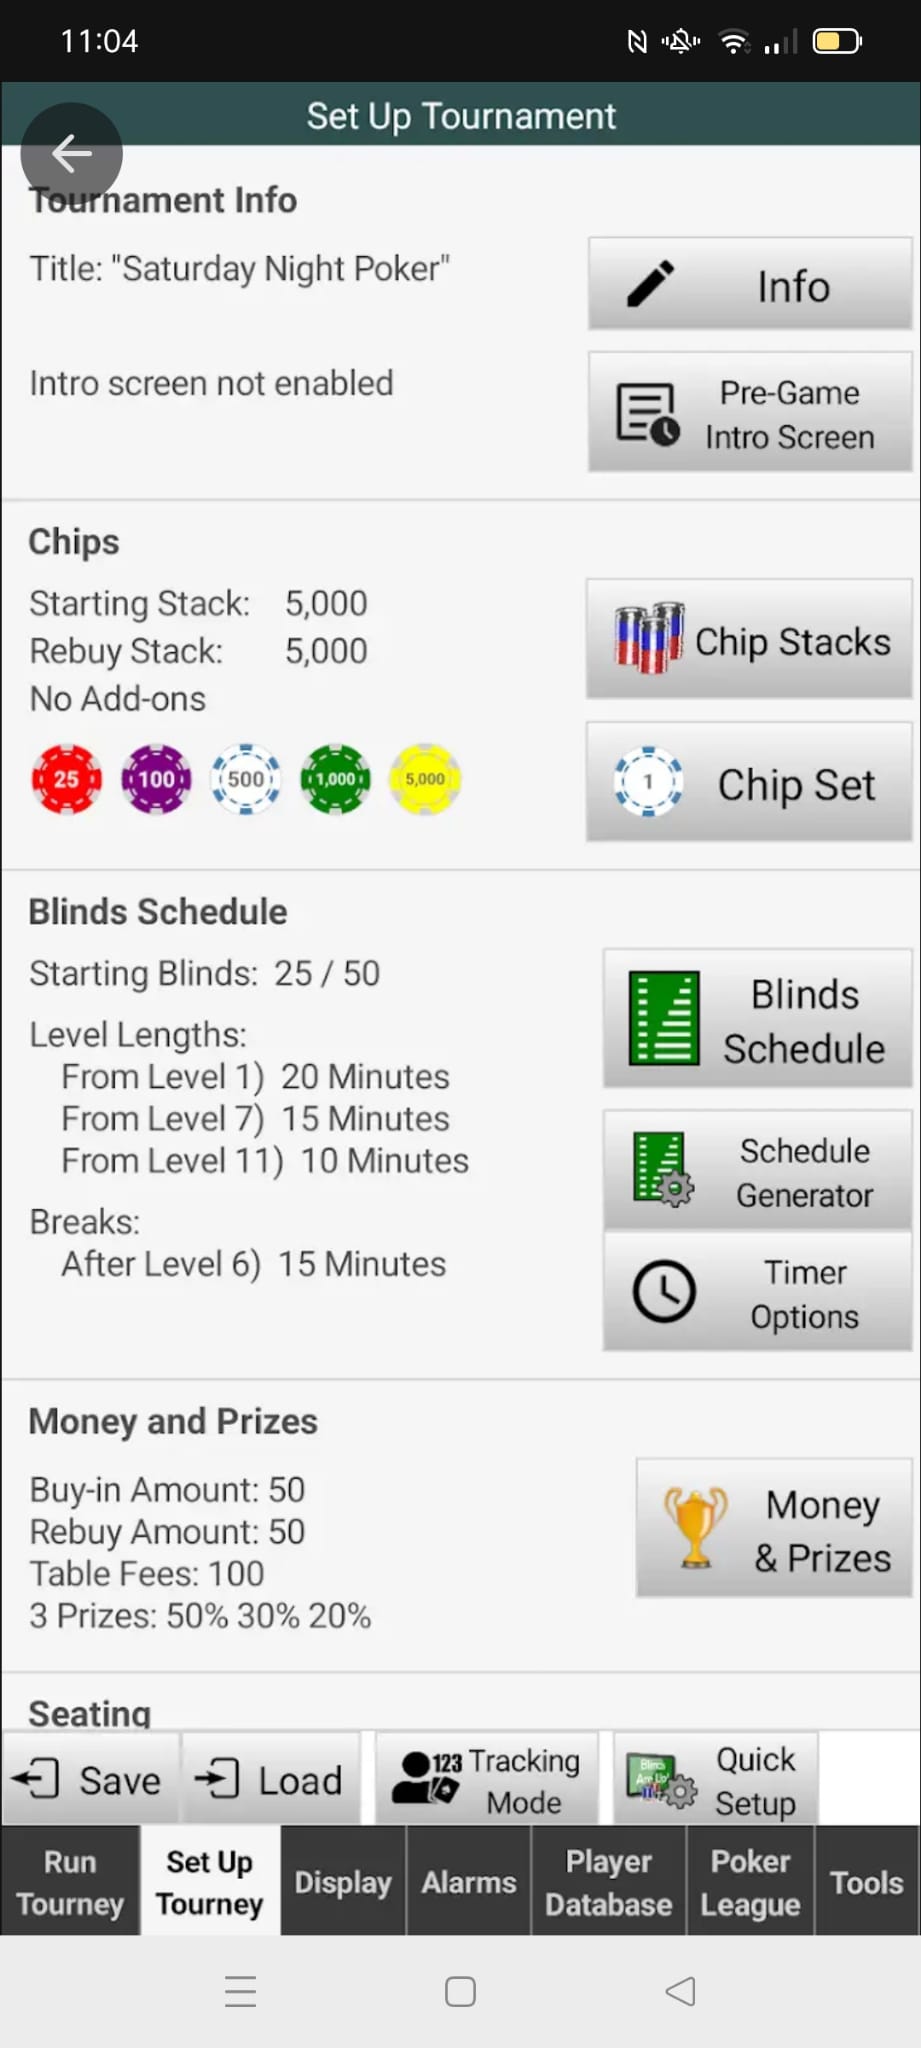 11:04
Set Up Tournament
Tournament Info
Title: "Saturday Night Poker"
Info
Intro screen not enabled
Pre-Game
Intro Screen
Chips
Starting Stack: 5,000
Rebuy Stack: 5,000
No Add-ons
Chip Stacks
25 100 500 1,000 5,000
1 Chip Set
Blinds Schedule
Starting Blinds: 25 / 50
Blinds
Schedule
Level Lengths:
From Level 1) 20 Minutes
From Level 7) 15 Minutes
From Level 11) 10 Minutes
Schedule
Generator
Breaks:
After Level 6) 15 Minutes
Timer
Options
Money and Prizes
Buy-in Amount: 50
Rebuy Amount: 50
Table Fees: 100
3 Prizes: 50% 30% 20%
Money
& Prizes
Seating
Save
Load
123 Tracking
Mode
Blinds
Are Up!
Quick
Setup
Run
Tourney
Set Up
Tourney
Display
Alarms
Player
Database
Poker
League
Tools